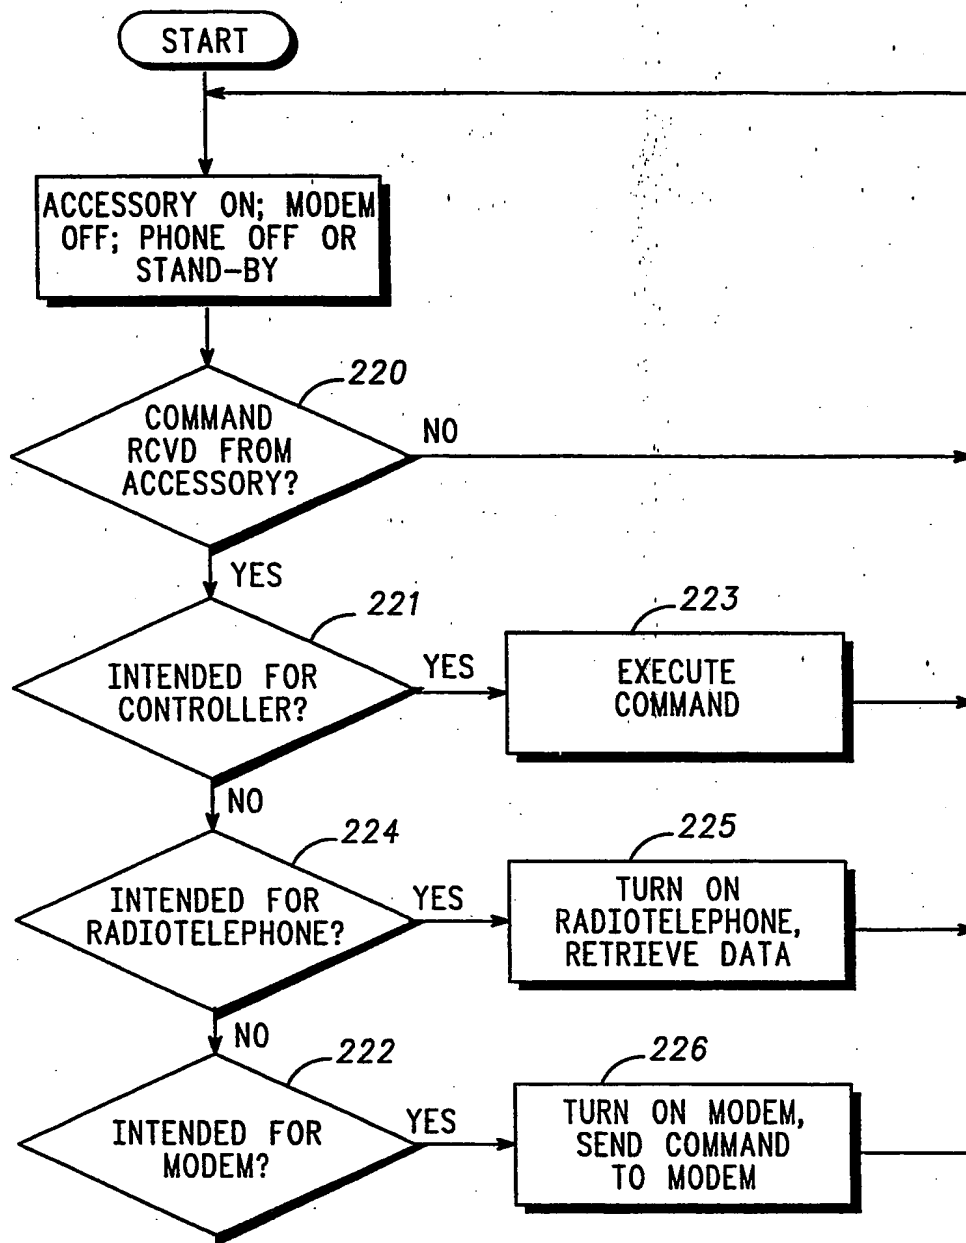 START
ACCESSORY ON; MODEM
OFF; PHONE OFF OR
STAND-BY
220
COMMAND
RCVD FROM
ACCESSORY?
NO
YES
221
INTENDED FOR
CONTROLLER?
YES
223
EXECUTE
COMMAND
NO
224
INTENDED FOR
RADIOTELEPHONE?
YES
225
TURN ON
RADIOTELEPHONE,
RETRIEVE DATA
NO
222
INTENDED FOR
MODEM?
YES
226
TURN ON MODEM,
SEND COMMAND
TO MODEM